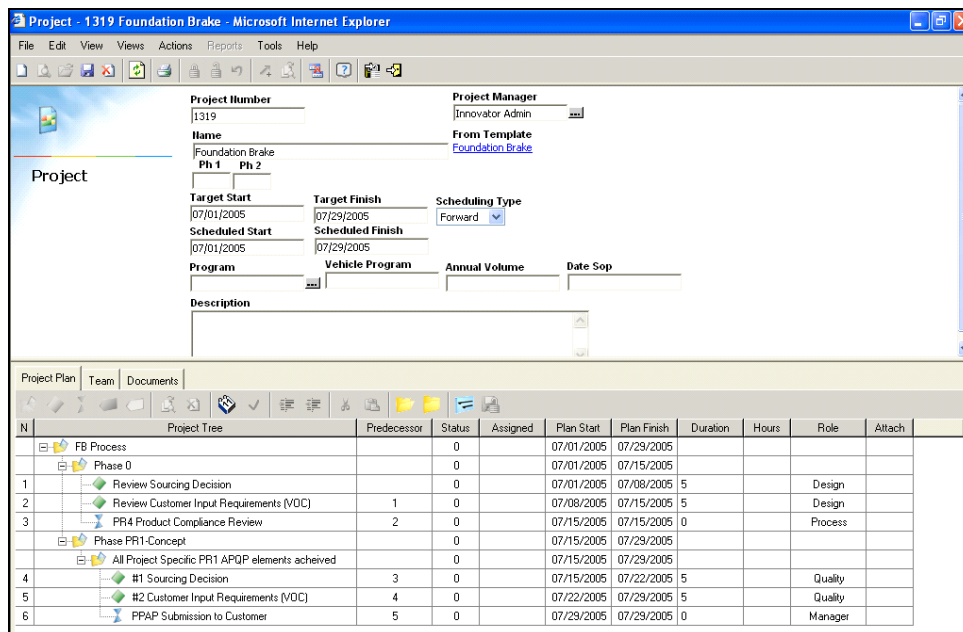 Project - 1319 Foundation Brake - Microsoft Internet Explorer
File Edit View Views Actions Reports Tools Help
Project Number Project Manager
1319 Innovator Admin ...
Name From Template
Foundation Brake Foundation Brake
Ph 1 Ph 2
Project
Target Start Target Finish Scheduling Type
07/01/2005 07/29/2005 Forward
Scheduled Start Scheduled Finish
07/01/2005 07/29/2005
Program Vehicle Program Annual Volume Date Sop
...
Description
Project Plan Team Documents
N Project Tree Predecessor Status Assigned Plan Start Plan Finish Duration Hours Role Attach
FB Process 0 07/01/2005 07/29/2005
Phase 0 0 07/01/2005 07/15/2005
1 Review Sourcing Decision 0 07/01/2005 07/08/2005 5 Design
2 Review Customer Input Requirements (VOC) 1 0 07/08/2005 07/15/2005 5 Design
3 PR4 Product Compliance Review 2 0 07/15/2005 07/15/2005 0 Process
Phase PR1-Concept 0 07/15/2005 07/29/2005
All Project Specific PR1 APQP elements acheived 0 07/15/2005 07/29/2005
4 #1 Sourcing Decision 3 0 07/15/2005 07/22/2005 5 Quality
5 #2 Customer Input Requirements (VOC) 4 0 07/22/2005 07/29/2005 5 Quality
6 PPAP Submission to Customer 5 0 07/29/2005 07/29/2005 0 Manager